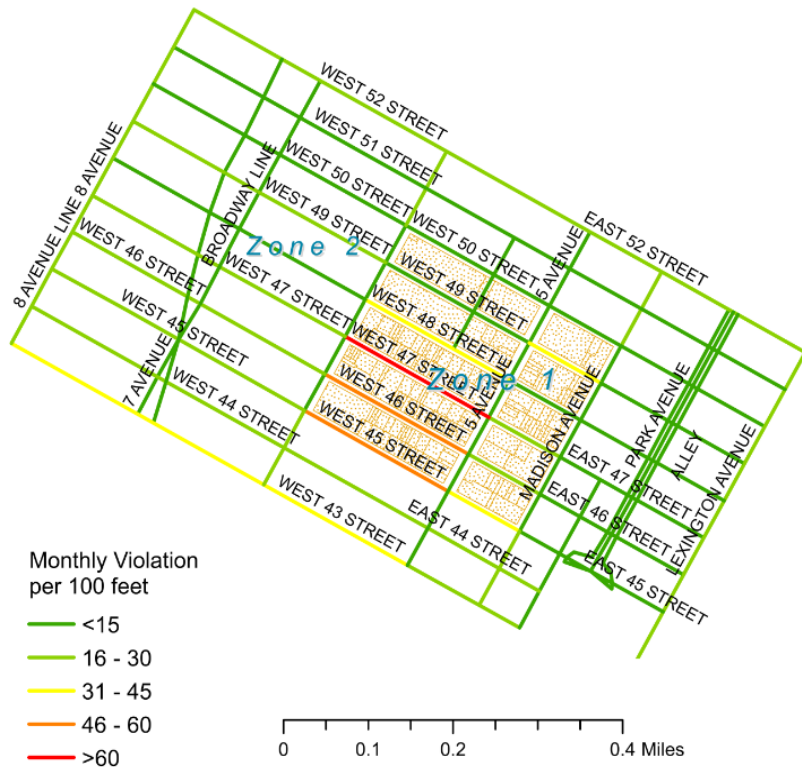 WEST 52 STREET
WEST 51 STREET
WEST 50 STREET
WEST 50 STREET
WEST 49 STREET
WEST 49 STREET
EAST 52 STREET
5 AVENUE
BROADWAY LINE
8 AVENUE LINE 8 AVENUE
Zone 2
WEST 46 STREET
WEST 47 STREET
WEST 48 STREET
WEST 47 STREET
Zone 1
5 AVENUE
WEST 45 STREET
WEST 46 STREET
WEST 45 STREET
7 AVENUE
WEST 44 STREET
MADISON AVENUE
PARK AVENUE
ALLEY
LEXINGTON AVENUE
EAST 47 STREET
EAST 46 STREET
EAST 45 STREET
EAST 44 STREET
WEST 43 STREET
Monthly Violation
per 100 feet
<15
16 - 30
31 - 45
46 - 60
>60
0 0.1 0.2 0.4 Miles